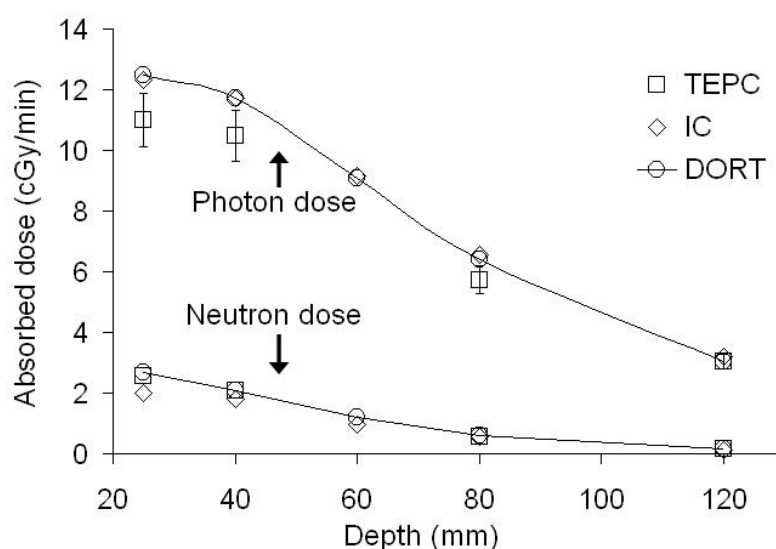 Absorbed dose (cGy/min)
14
12
10
8
6
4
2
0
TEPC
IC
DORT
Photon dose
Neutron dose
20 40 60 80 100 120
Depth (mm)